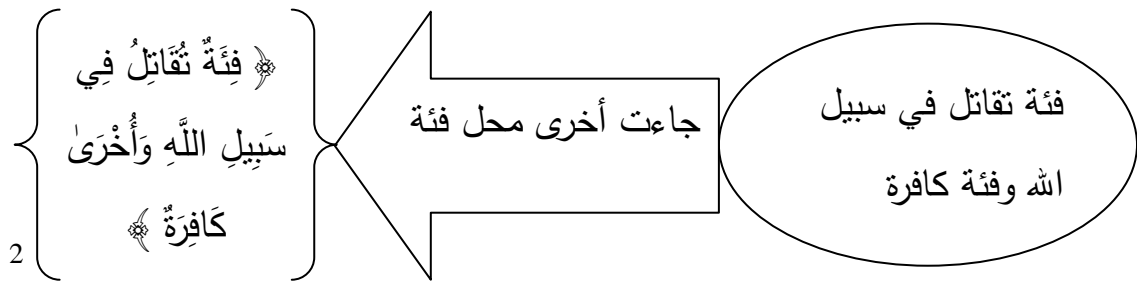 فئة تقاتل في سبيل
الله وفئة كافرة
جاءت أخرى محل فئة
﴿ فِئَةٌ تُقَاتِلُ فِي
سَبِيلِ اللَّهِ وَأُخْرَىٰ
كَافِرَةٌ ﴾
2